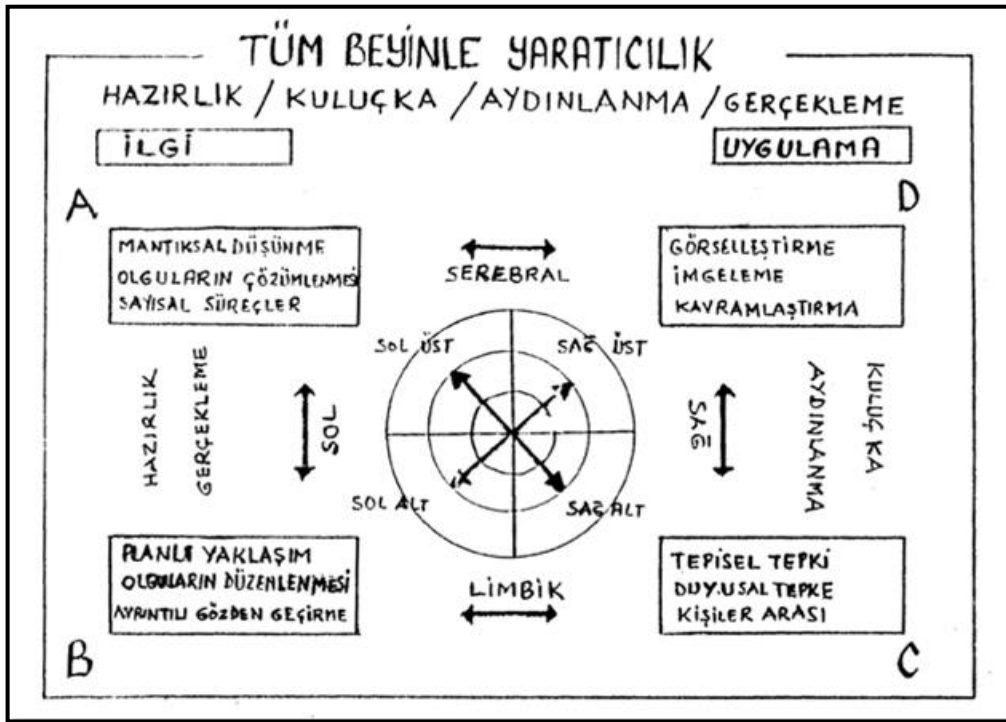 TÜM BEYİNLE YARATICILIK
HAZIRLIK / KULUÇKA / AYDINLANMA / GERÇEKLEME
İLGİ
UYGULAMA
A
D
MANTIKSAL DÜŞÜNME
OLGULARIN ÇÖZÜMLENMESİ
SAYISAL SÜREÇLER
SEREBRAL
GÖRSELLEŞTİRME
İMGELEME
KAVRAMLAŞTIRMA
SOL ÜST
SAĞ ÜST
HAZIRLIK
GERÇEKLEME
SOL
SAĞ
AYDINLANMA
KULUÇKA
SOL ALT
SAĞ ALT
PLANLI YAKLAŞIM
OLGULARIN DÜZENLENMESİ
AYRINTILI GÖZDEN GEÇİRME
LİMBİK
TEPİSEL TEPKİ
DUYUSAL TEPKE
KİŞİLER ARASI
B
C